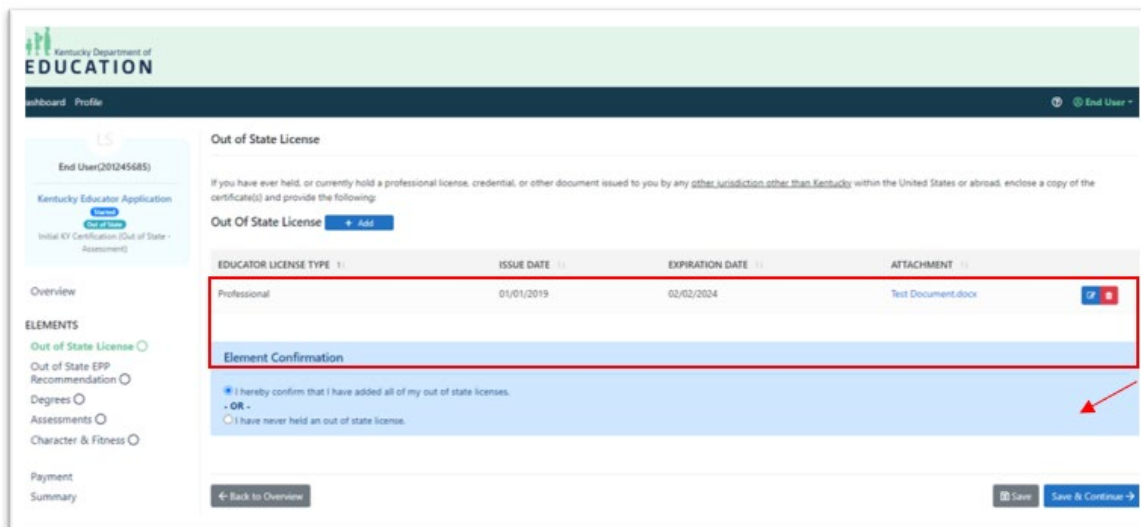 Kentucky Department of
EDUCATION
ashboard Profile
End User
LS
End User(201245685)
Kentucky Educator Application
Started
Out of State
Initial KY Certification (Out of State -
Assessment)
Overview
ELEMENTS
Out of State License
Out of State EPP
Recommendation
Degrees
Assessments
Character & Fitness
Payment
Summary
Out of State License
If you have ever held, or currently hold a professional license, credential, or other document issued to you by any other jurisdiction other than Kentucky within the United States or abroad, enclose a copy of the
certificate(s) and provide the following:
Out Of State License + Add
EDUCATOR LICENSE TYPE ISSUE DATE EXPIRATION DATE ATTACHMENT
Professional 01/01/2019 02/02/2024 Test Document.docx
Element Confirmation
I hereby confirm that I have added all of my out of state licenses.
- OR -
I have never held an out of state license.
← Back to Overview Save Save & Continue →